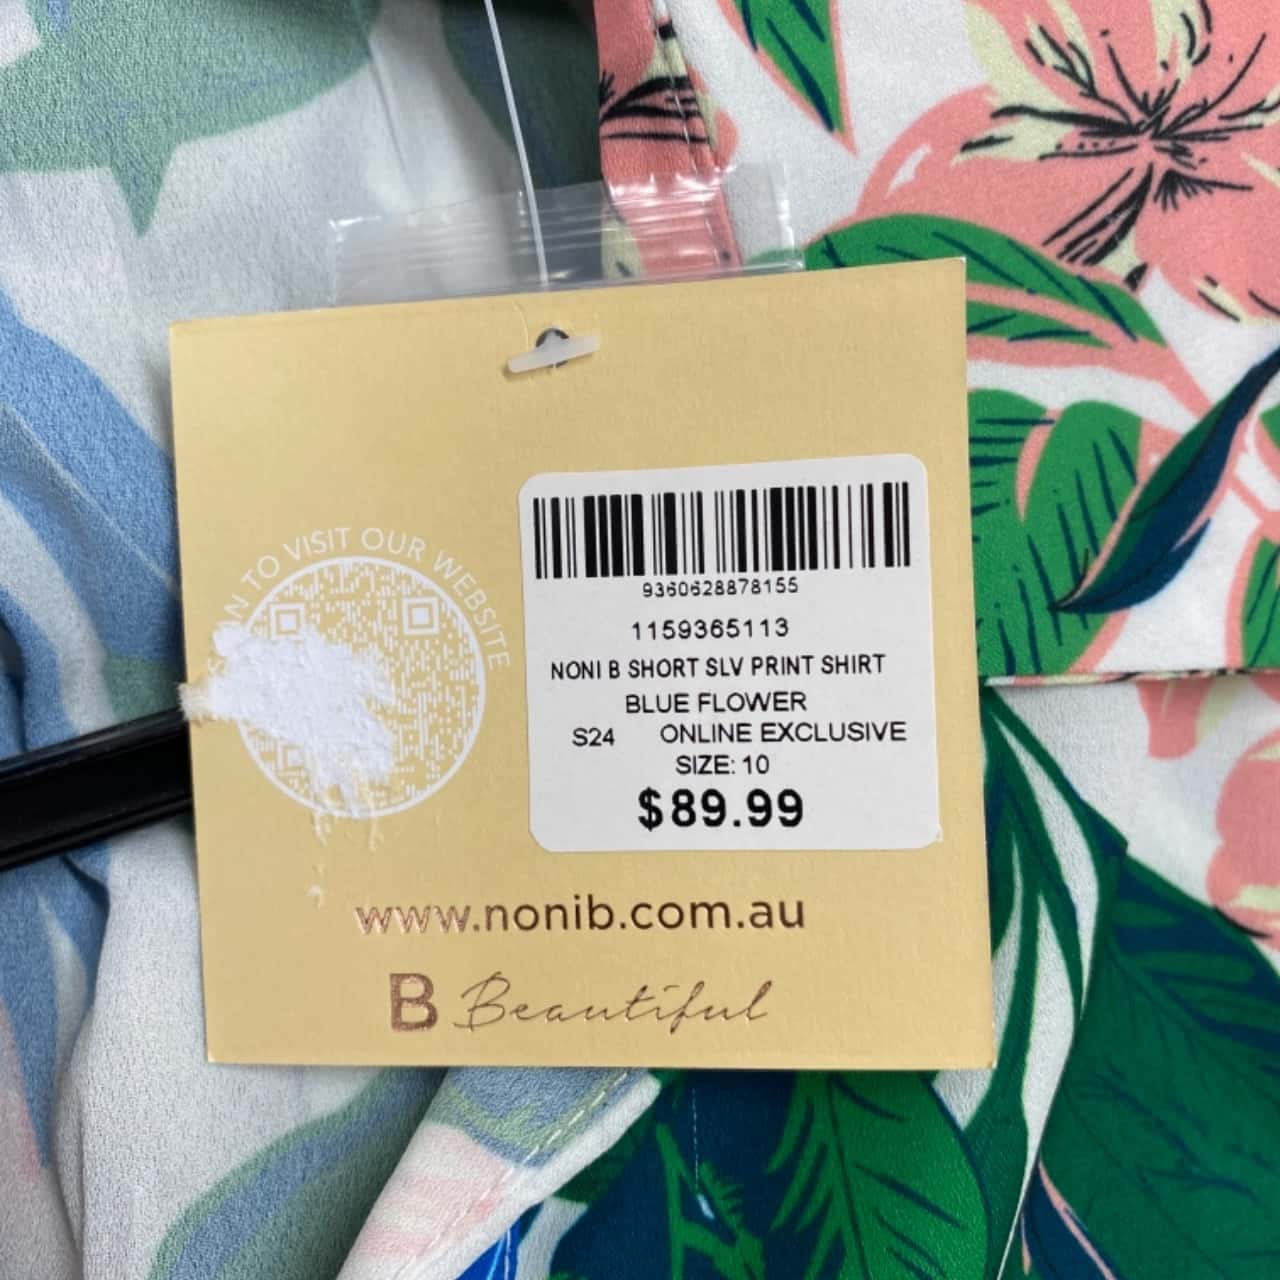 TO VISIT OUR WEBSITE
9360628878155
1159365113
NONI B SHORT SLV PRINT SHIRT
BLUE FLOWER
S24 ONLINE EXCLUSIVE
SIZE: 10
$89.99
www.nonib.com.au
B Beautiful